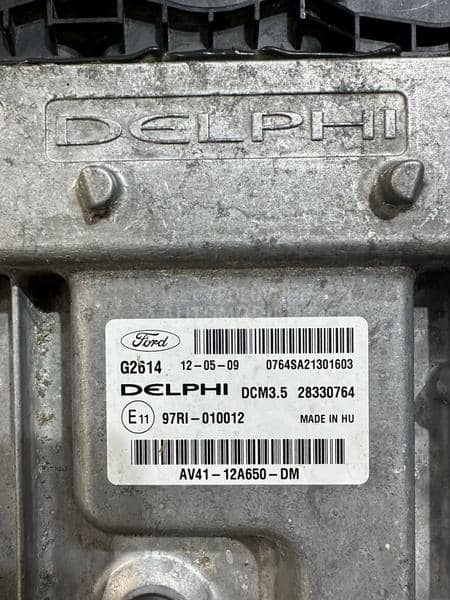 DELPHI
Ford
G2614 12-05-09 0764SA21301603
DELPHI DCM3.5 28330764
E11 97RI-010012 MADE IN HU
AV41-12A650-DM